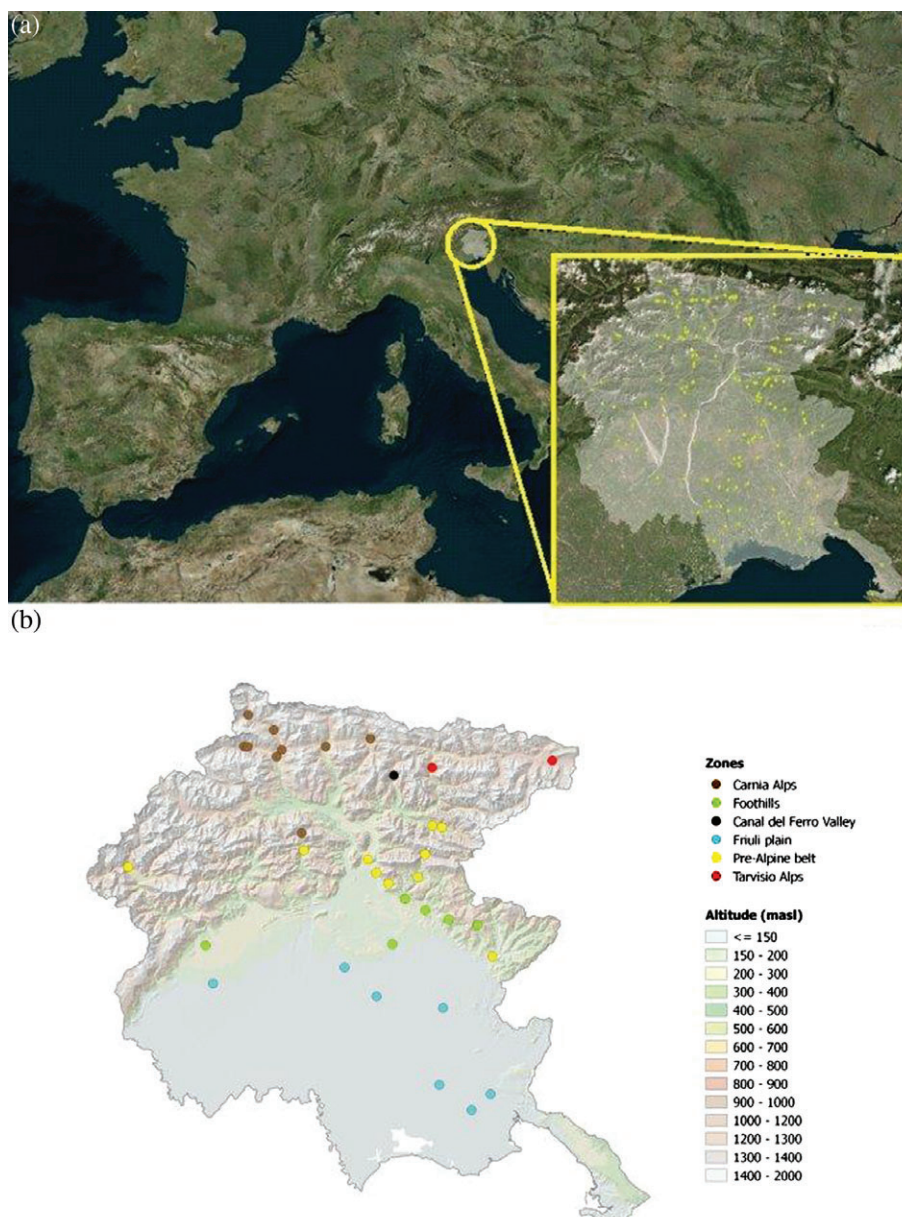 (a)
(b)
Zones
Carnia Alps
Foothills
Canal del Ferro Valley
Friuli plain
Pre-Alpine belt
Tarvisio Alps
Altitude (masl)
<= 150
150 - 200
200 - 300
300 - 400
400 - 500
500 - 600
600 - 700
700 - 800
800 - 900
900 - 1000
1000 - 1200
1200 - 1300
1300 - 1400
1400 - 2000